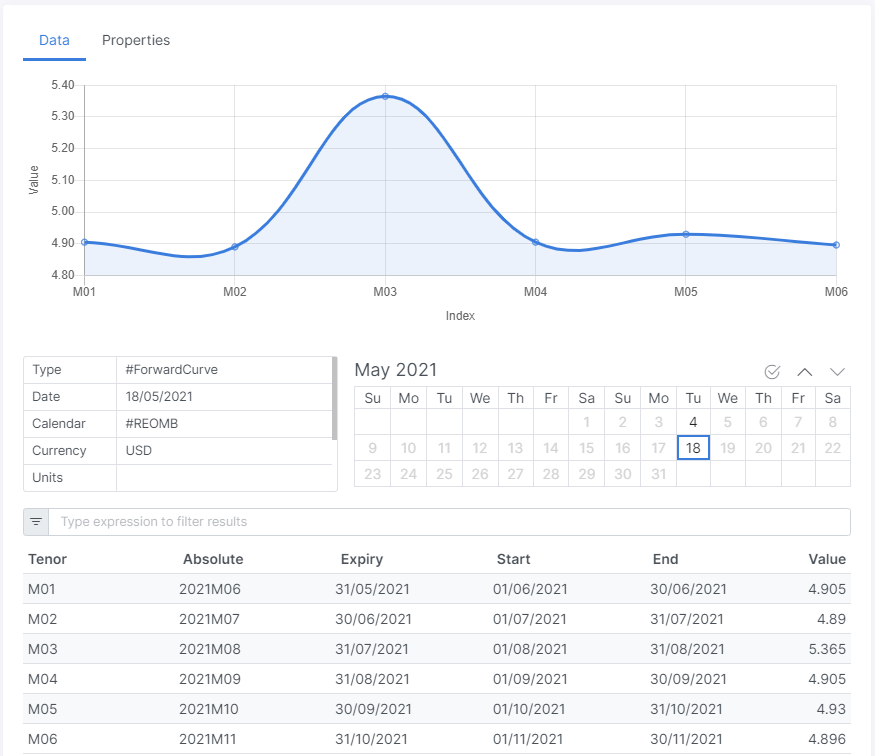 Data Properties
5.40
5.30
5.20
5.10
5.00
4.90
4.80
Value
M01 M02 M03 M04 M05 M06
Index
Type #ForwardCurve
Date 18/05/2021
Calendar #REOMB
Currency USD
Units
May 2021
Su Mo Tu We Th Fr Sa Su Mo Tu We Th Fr Sa
1 2 3 4 5 6 7 8
9 10 11 12 13 14 15 16 17 18 19 20 21 22
23 24 25 26 27 28 29 30 31
Type expression to filter results
Tenor Absolute Expiry Start End Value
M01 2021M06 31/05/2021 01/06/2021 30/06/2021 4.905
M02 2021M07 30/06/2021 01/07/2021 31/07/2021 4.89
M03 2021M08 31/07/2021 01/08/2021 31/08/2021 5.365
M04 2021M09 31/08/2021 01/09/2021 30/09/2021 4.905
M05 2021M10 30/09/2021 01/10/2021 31/10/2021 4.93
M06 2021M11 31/10/2021 01/11/2021 30/11/2021 4.896